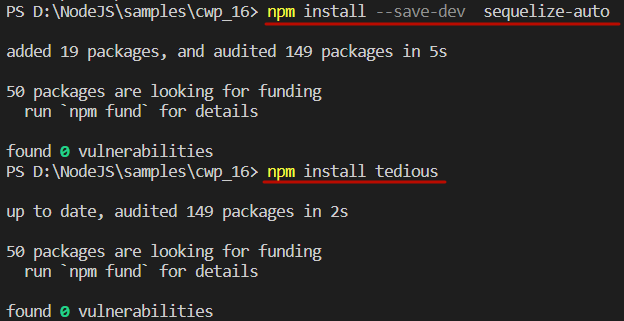 PS D:\NodeJS\samples\cwp_16> npm install --save-dev  sequelize-auto
added 19 packages, and audited 149 packages in 5s
50 packages are looking for funding
  run `npm fund` for details
found 0 vulnerabilities
PS D:\NodeJS\samples\cwp_16> npm install tedious
up to date, audited 149 packages in 2s
50 packages are looking for funding
  run `npm fund` for details
found 0 vulnerabilities